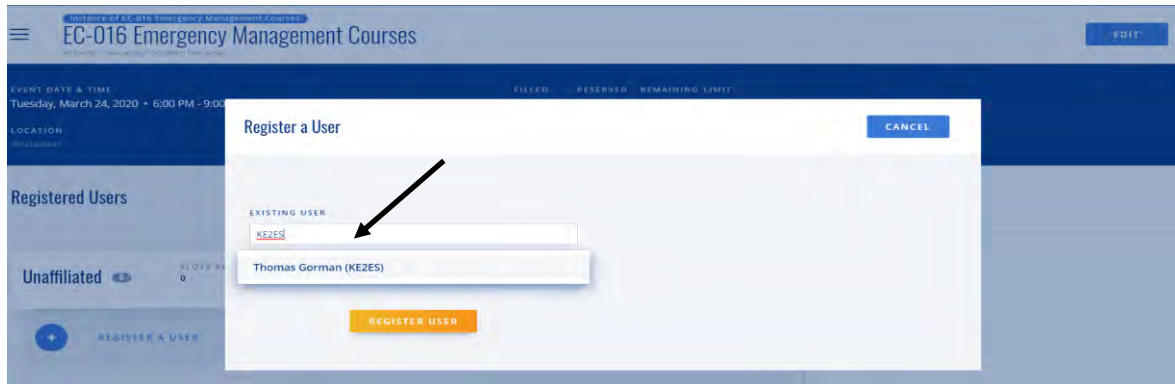 Instance of EC-016 Emergency Management Courses
EC-016 Emergency Management Courses
EDIT
EVENT DATE & TIME
Tuesday, March 24, 2020 • 6:00 PM - 9:00
FILLED RESERVED REMAINING LIMIT
LOCATION
Register a User
CANCEL
Registered Users
EXISTING USER
KE2ES
Thomas Gorman (KE2ES)
Unaffiliated
0
REGISTER USER
REGISTER A USER